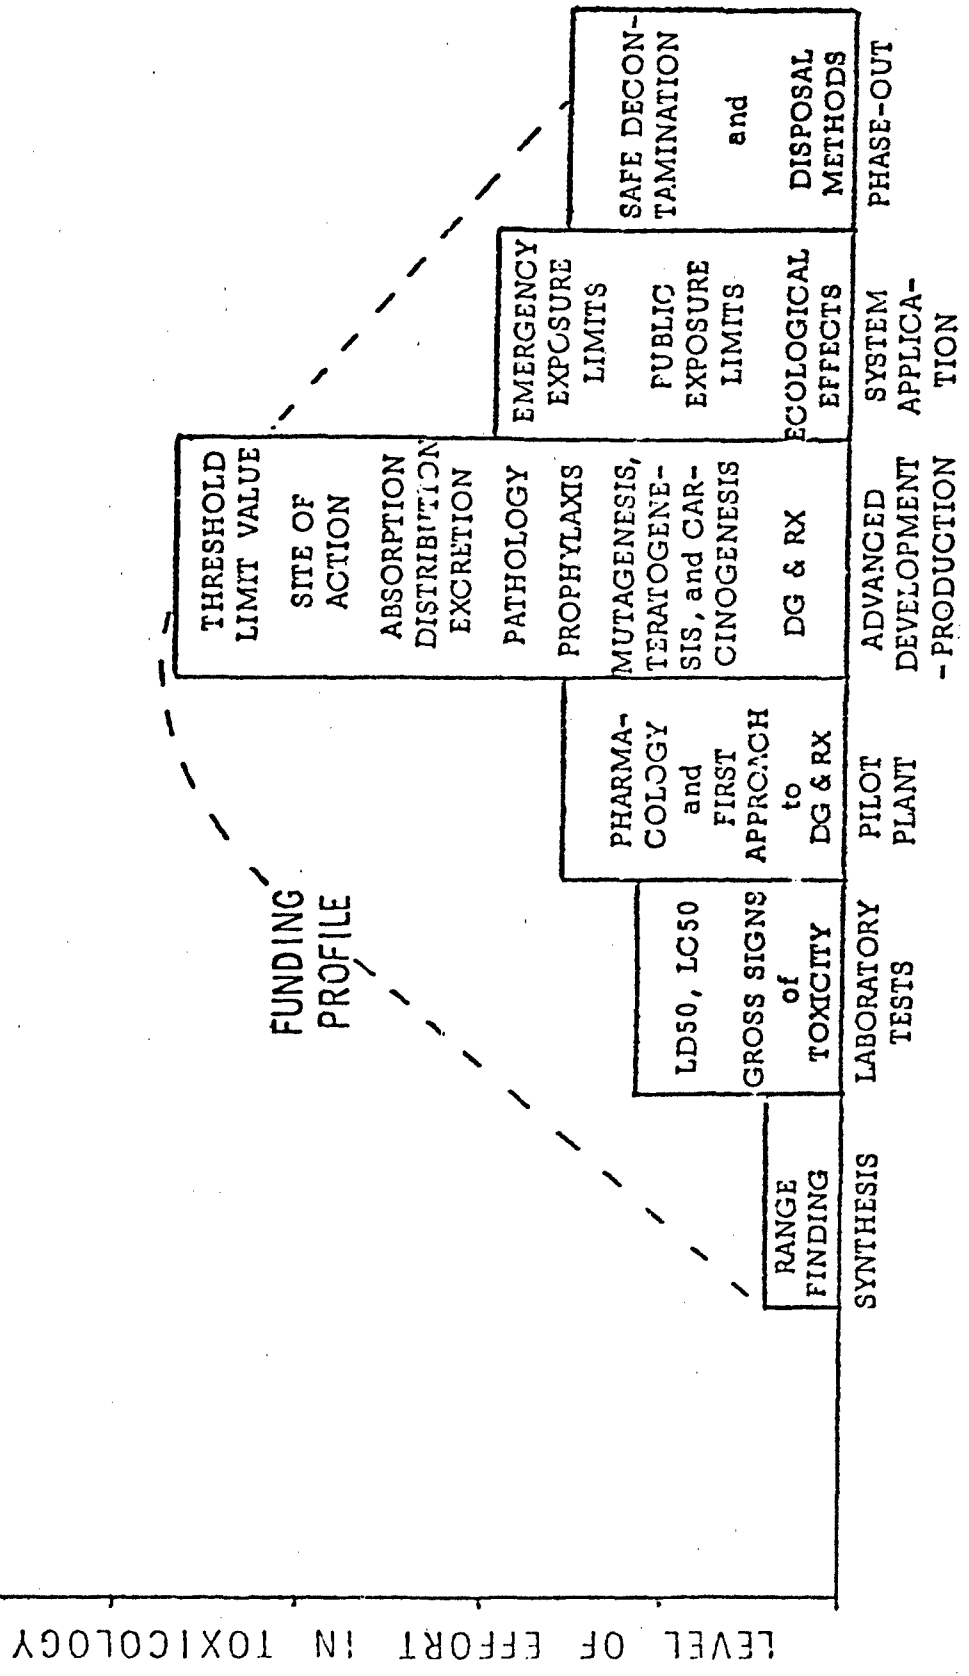 LEVEL OF EFFORT IN TOXICOLOGY
FUNDING
PROFILE
RANGE
FINDING
SYNTHESIS
LD50, LC50
GROSS SIGNS
of
TOXICITY
LABORATORY
TESTS
PHARMA-
COLOGY
and
FIRST
APPROACH
to
DG & RX
PILOT
PLANT
THRESHOLD
LIMIT VALUE
SITE OF
ACTION
ABSORPTION
DISTRIBUTION
EXCRETION
PATHOLOGY
PROPHYLAXIS
MUTAGENESIS,
TERATOGENE-
SIS, and CAR-
CINOGENESIS
DG & RX
ADVANCED
DEVELOPMENT
- PRODUCTION
EMERGENCY
EXPOSURE
LIMITS
PUBLIC
EXPOSURE
LIMITS
ECOLOGICAL
EFFECTS
SYSTEM
APPLICA-
TION
SAFE DECON-
TAMINATION
and
DISPOSAL
METHODS
PHASE-OUT